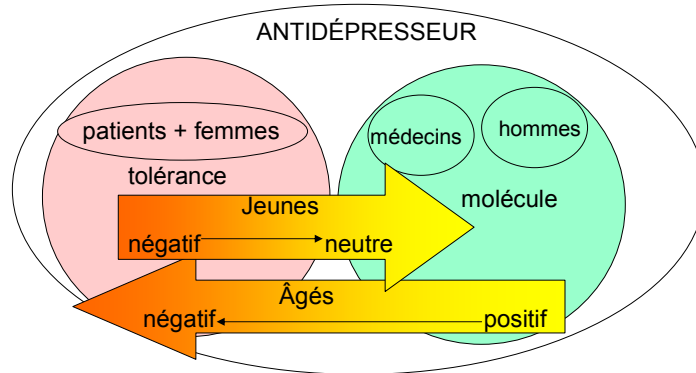 ANTIDÉPRESSEUR
patients + femmes
médecins
hommes
tolérance
molécule
Jeunes
négatif
neutre
Âgés
négatif
positif